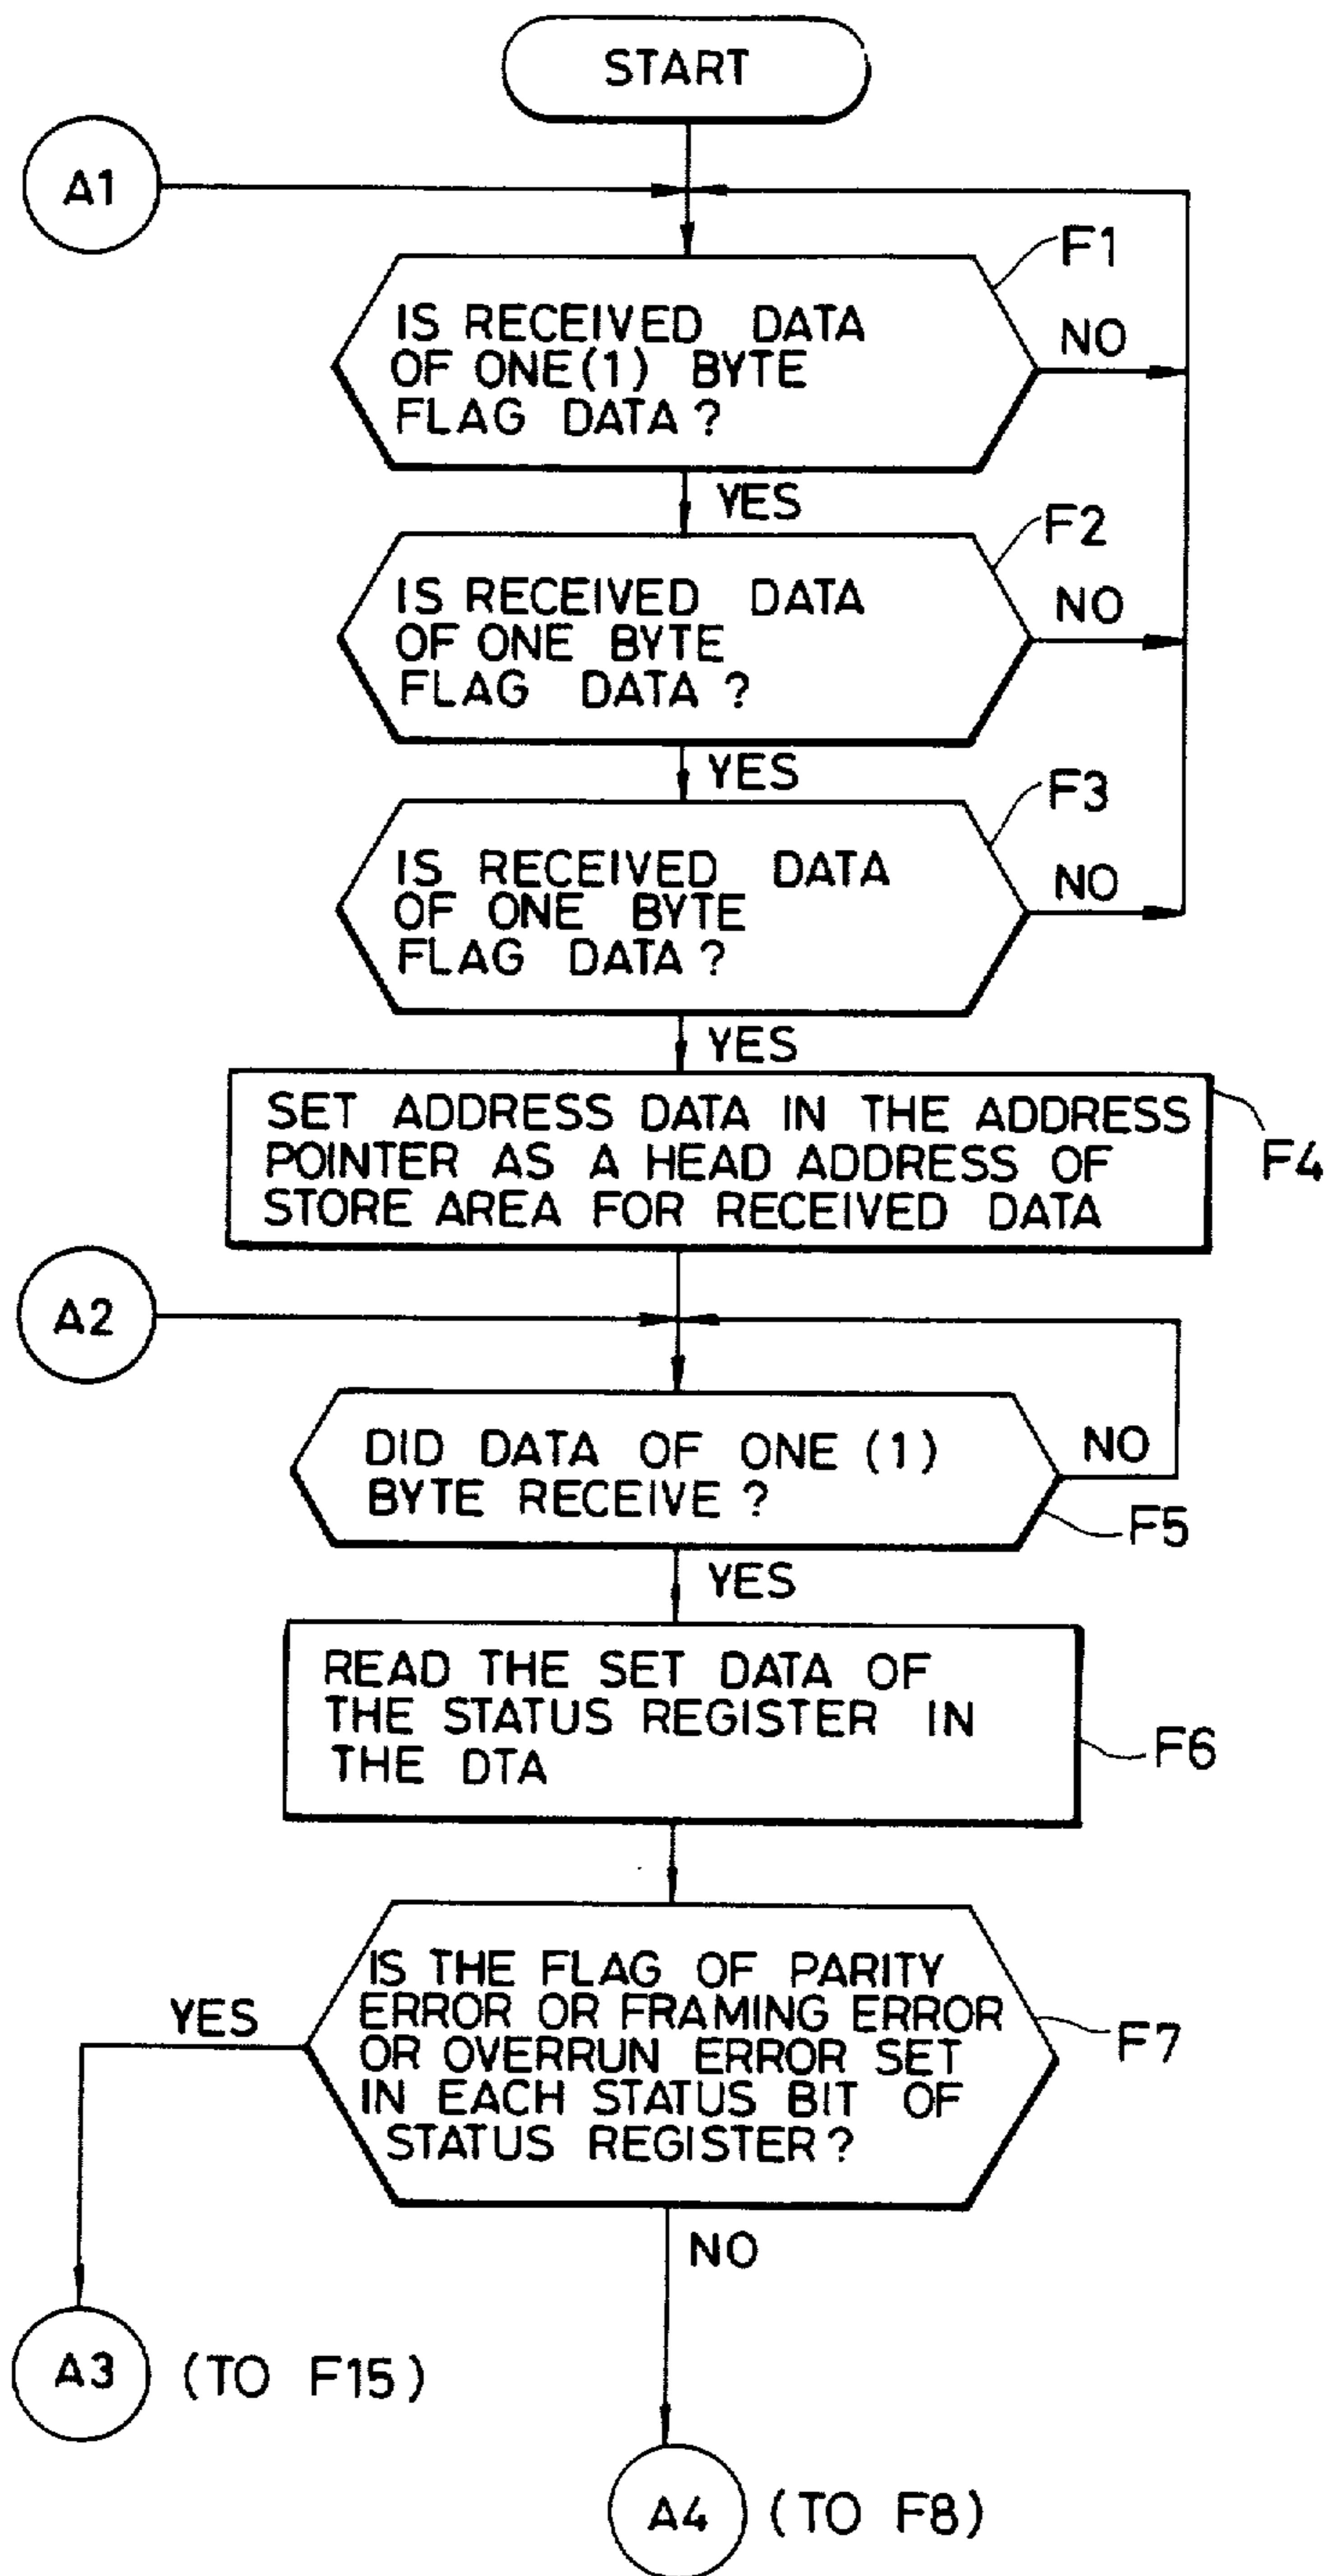 START
A1
F1
IS RECEIVED DATA
OF ONE(1) BYTE
FLAG DATA?
NO
YES
F2
IS RECEIVED DATA
OF ONE BYTE
FLAG DATA?
NO
YES
F3
IS RECEIVED DATA
OF ONE BYTE
FLAG DATA?
NO
YES
SET ADDRESS DATA IN THE ADDRESS
POINTER AS A HEAD ADDRESS OF
STORE AREA FOR RECEIVED DATA
F4
A2
DID DATA OF ONE (1)
BYTE RECEIVE?
NO
F5
YES
READ THE SET DATA OF
THE STATUS REGISTER IN
THE DTA
F6
IS THE FLAG OF PARITY
ERROR OR FRAMING ERROR
OR OVERRUN ERROR SET
IN EACH STATUS BIT OF
STATUS REGISTER?
YES
F7
NO
A3 (TO F15)
A4 (TO F8)